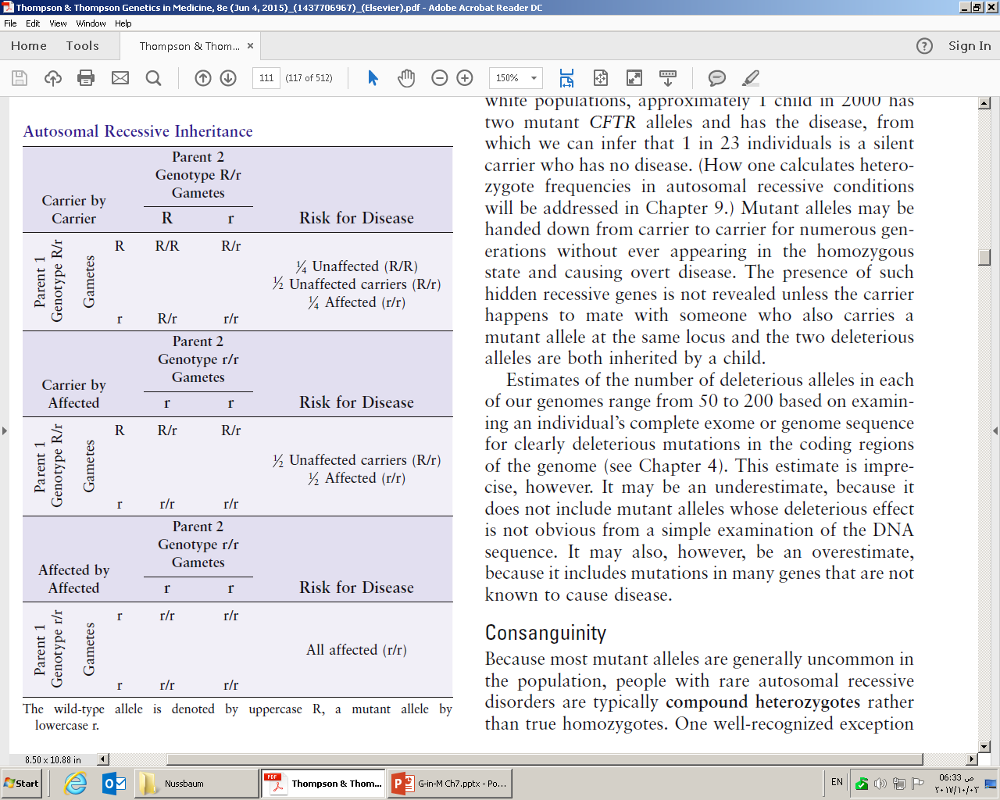 Thompson & Thompson Genetics in Medicine, 8e (Jun 4, 2015)_(1437706967)_(Elsevier).pdf - Adobe Acrobat Reader DC
File Edit View Window Help
Home Tools Thompson & Thom... × Sign In
111 (117 of 512) 150%
Autosomal Recessive Inheritance
Carrier by
Carrier
Parent 2
Genotype R/r
Gametes
R r
Risk for Disease
Parent 1
Genotype R/r
Gametes
R R/R R/r
r R/r r/r
¼ Unaffected (R/R)
½ Unaffected carriers (R/r)
¼ Affected (r/r)
Carrier by
Affected
Parent 2
Genotype r/r
Gametes
r r
Risk for Disease
Parent 1
Genotype R/r
Gametes
R R/r R/r
r r/r r/r
½ Unaffected carriers (R/r)
½ Affected (r/r)
Affected by
Affected
Parent 2
Genotype r/r
Gametes
r r
Risk for Disease
Parent 1
Genotype r/r
Gametes
r r/r r/r
r r/r r/r
All affected (r/r)
The wild-type allele is denoted by uppercase R, a mutant allele by
lowercase r.
white populations, approximately 1 child in 2000 has
two mutant CFTR alleles and has the disease, from
which we can infer that 1 in 23 individuals is a silent
carrier who has no disease. (How one calculates hetero-
zygote frequencies in autosomal recessive conditions
will be addressed in Chapter 9.) Mutant alleles may be
handed down from carrier to carrier for numerous gen-
erations without ever appearing in the homozygous
state and causing overt disease. The presence of such
hidden recessive genes is not revealed unless the carrier
happens to mate with someone who also carries a
mutant allele at the same locus and the two deleterious
alleles are both inherited by a child.
Estimates of the number of deleterious alleles in each
of our genomes range from 50 to 200 based on examin-
ing an individual's complete exome or genome sequence
for clearly deleterious mutations in the coding regions
of the genome (see Chapter 4). This estimate is impre-
cise, however. It may be an underestimate, because it
does not include mutant alleles whose deleterious effect
is not obvious from a simple examination of the DNA
sequence. It may also, however, be an overestimate,
because it includes mutations in many genes that are not
known to cause disease.
Consanguinity
Because most mutant alleles are generally uncommon in
the population, people with rare autosomal recessive
disorders are typically compound heterozygotes rather
than true homozygotes. One well-recognized exception
8.50 x 10.88 in
Start Nussbaum Thompson & Thom... G-in-M Ch7.pptx - Po... EN 06:33 ص
٢٠١٧/١٠/٠٣